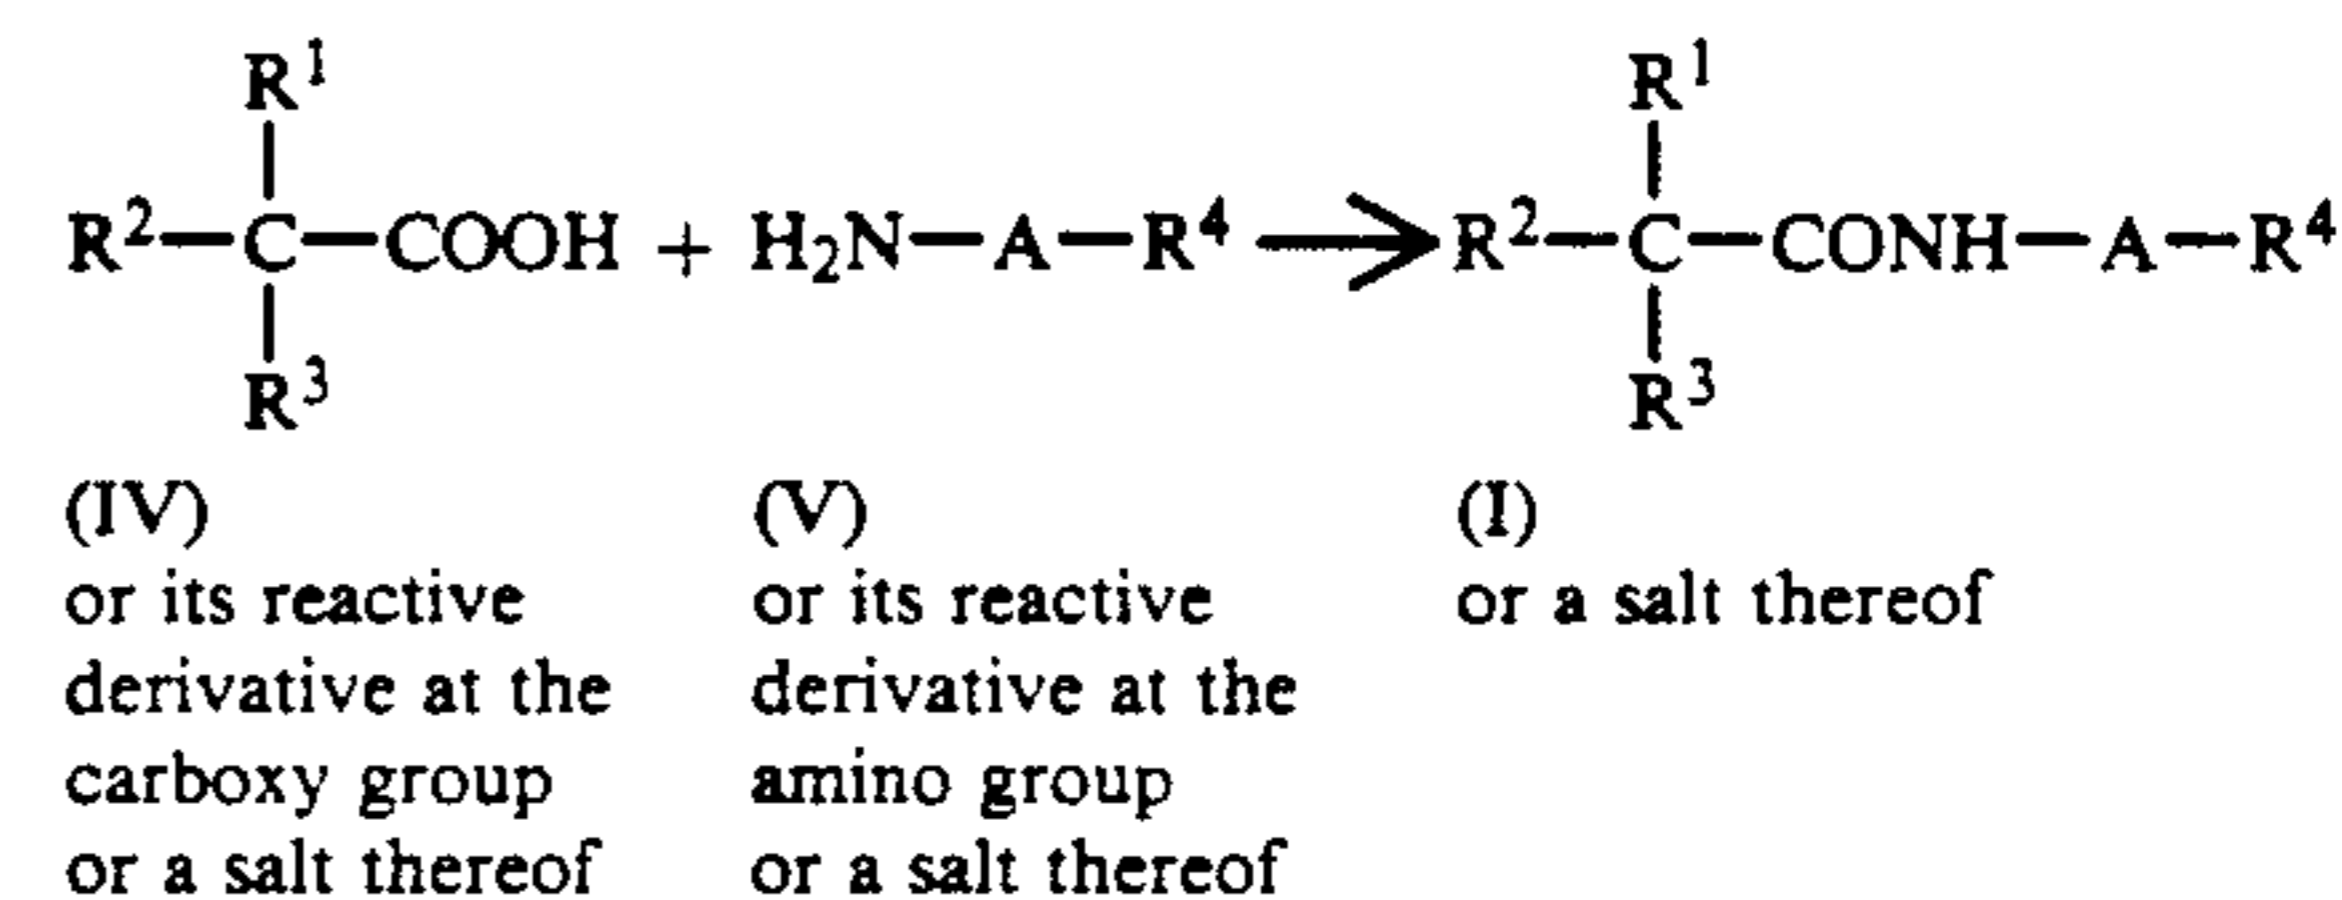 R¹ R¹
R²—C—COOH + H₂N—A—R⁴ → R²—C—CONH—A—R⁴
R³ R³
(IV) (V) (I)
or its reactive or its reactive or a salt thereof
derivative at the derivative at the
carboxy group amino group
or a salt thereof or a salt thereof